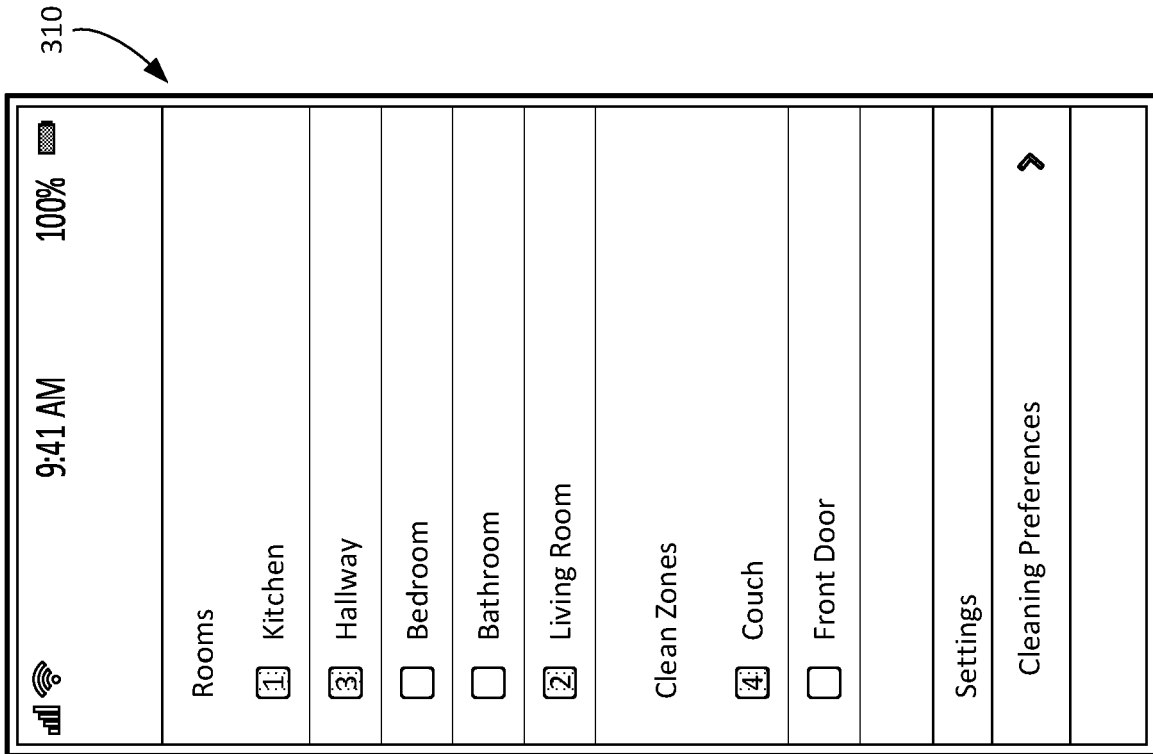 310
9:41 AM 100%
Rooms
1 Kitchen
3 Hallway
Bedroom
Bathroom
2 Living Room
Clean Zones
4 Couch
Front Door
Settings
Cleaning Preferences